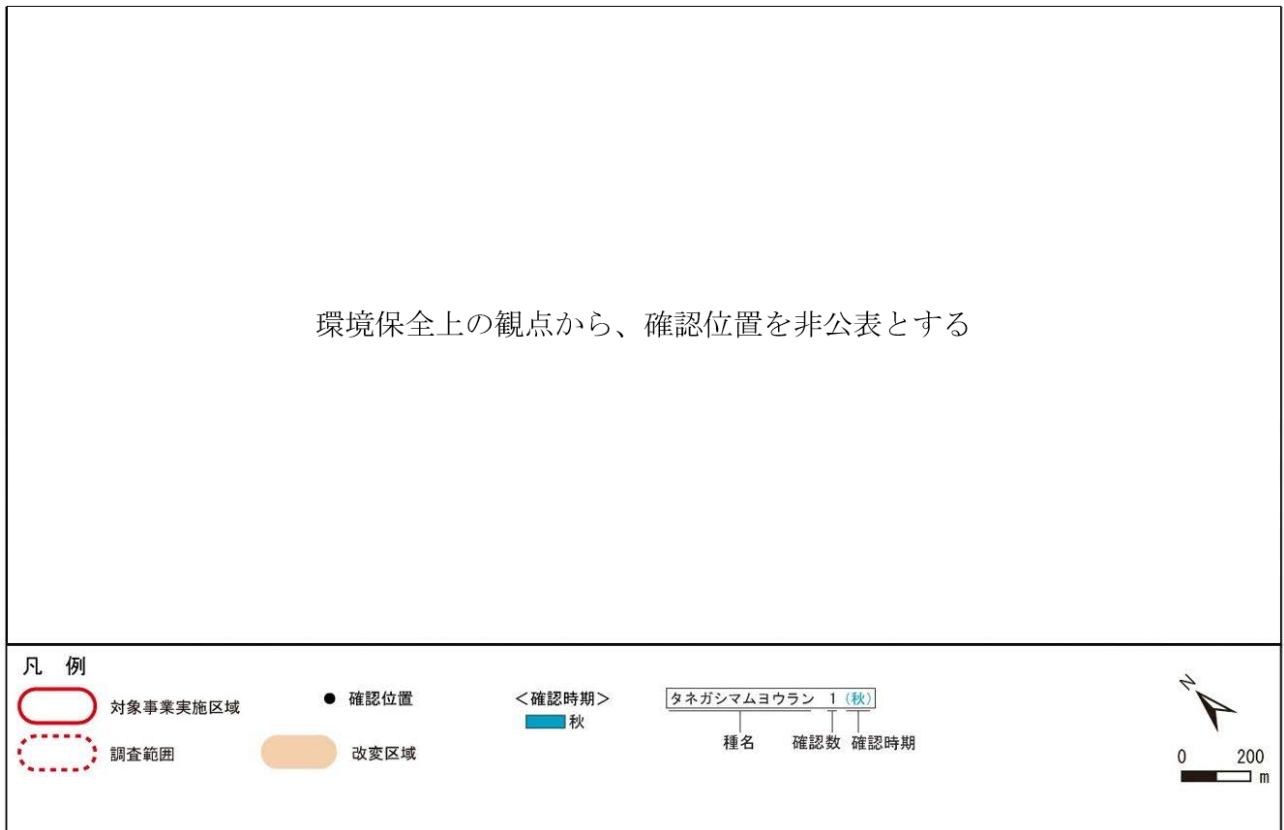 環境保全上の観点から、確認位置を非公表とする
凡 例
対象事業実施区域
確認位置
<確認時期>
秋
タネガシマムヨウラン 1 (秋)
種名 確認数 確認時期
調査範囲
改変区域
N
0 200
m